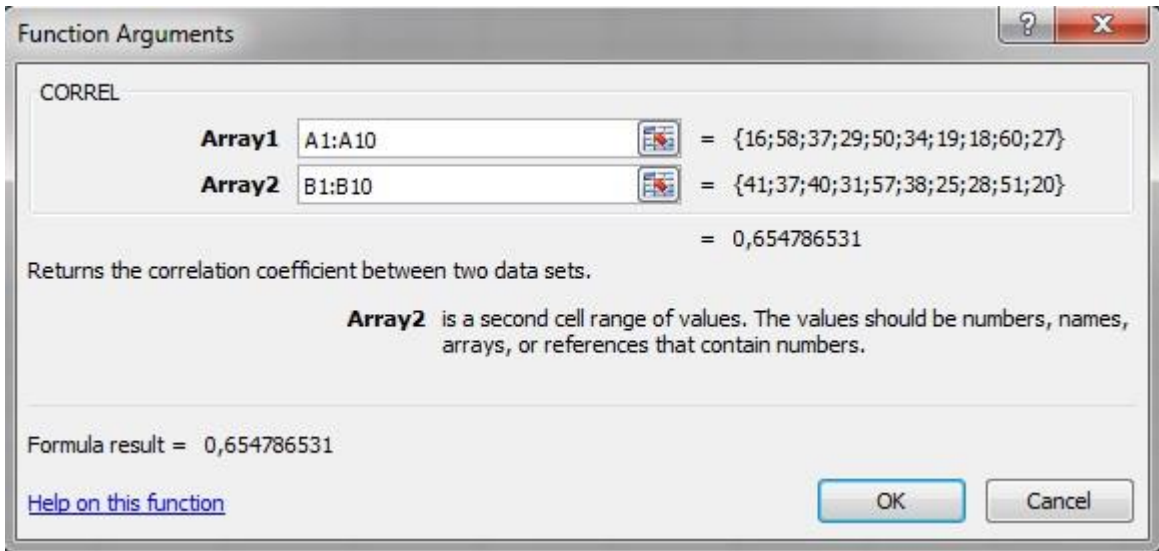 Function Arguments
CORREL
Array1 A1:A10 = {16;58;37;29;50;34;19;18;60;27}
Array2 B1:B10 = {41;37;40;31;57;38;25;28;51;20}
= 0,654786531
Returns the correlation coefficient between two data sets.
Array2 is a second cell range of values. The values should be numbers, names,
arrays, or references that contain numbers.
Formula result = 0,654786531
Help on this function OK Cancel